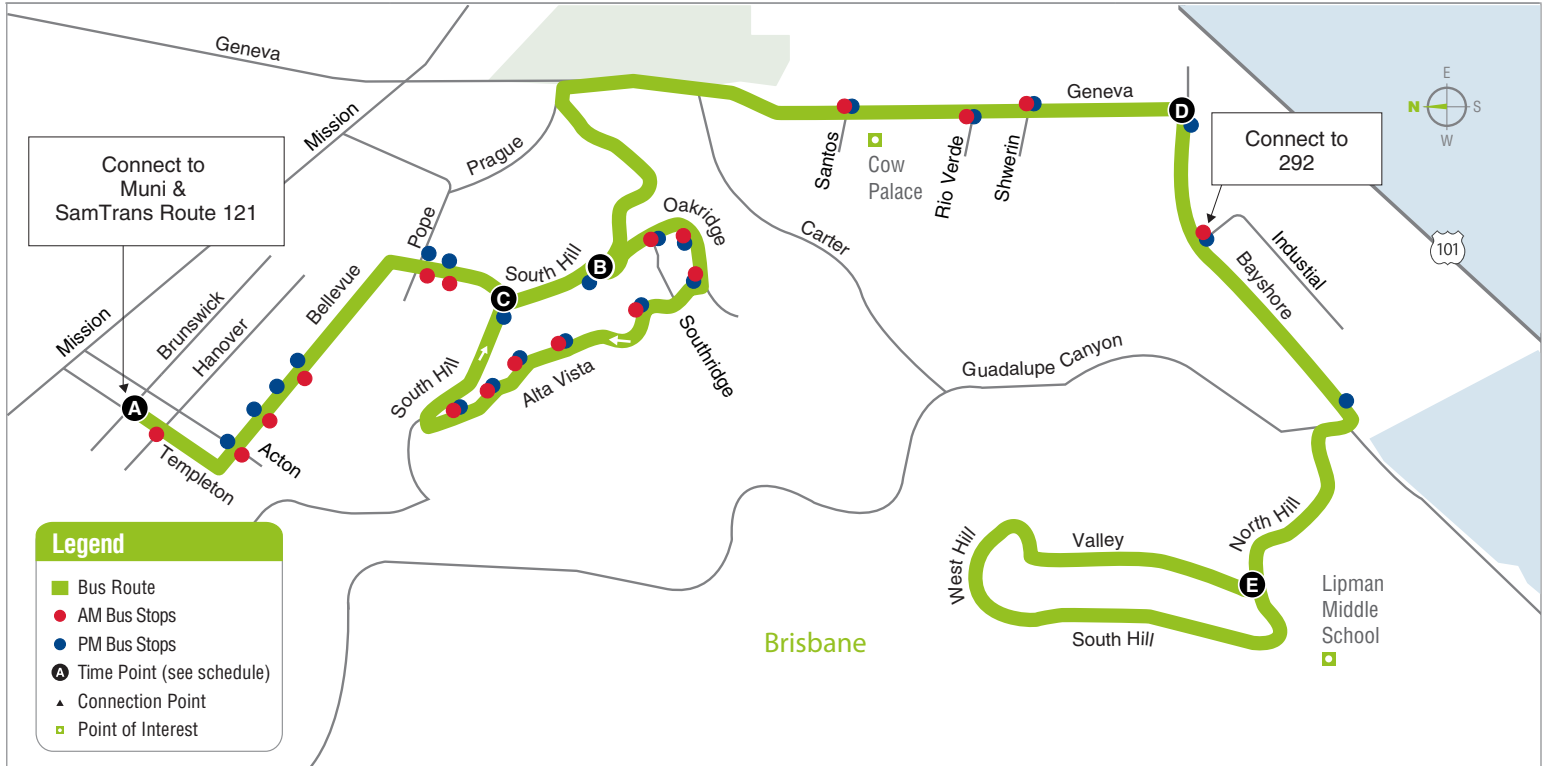 Geneva
Mission
Connect to
Muni &
SamTrans Route 121
Prague
Pope
South Hill
B
Oakridge
C
Bellevue
Brunswick
Hanover
Mission
A
Templeton
Acton
South Hill
Alta Vista
Southridge
Santos
Cow
Palace
Rio Verde
Shwerin
Geneva
D
Connect to
292
E
N
S
W
101
Industial
Bayshore
Carter
Guadalupe Canyon
North Hill
Valley
West Hill
E
South Hill
Lipman
Middle
School
Brisbane
Legend
Bus Route
AM Bus Stops
PM Bus Stops
A Time Point (see schedule)
Connection Point
Point of Interest